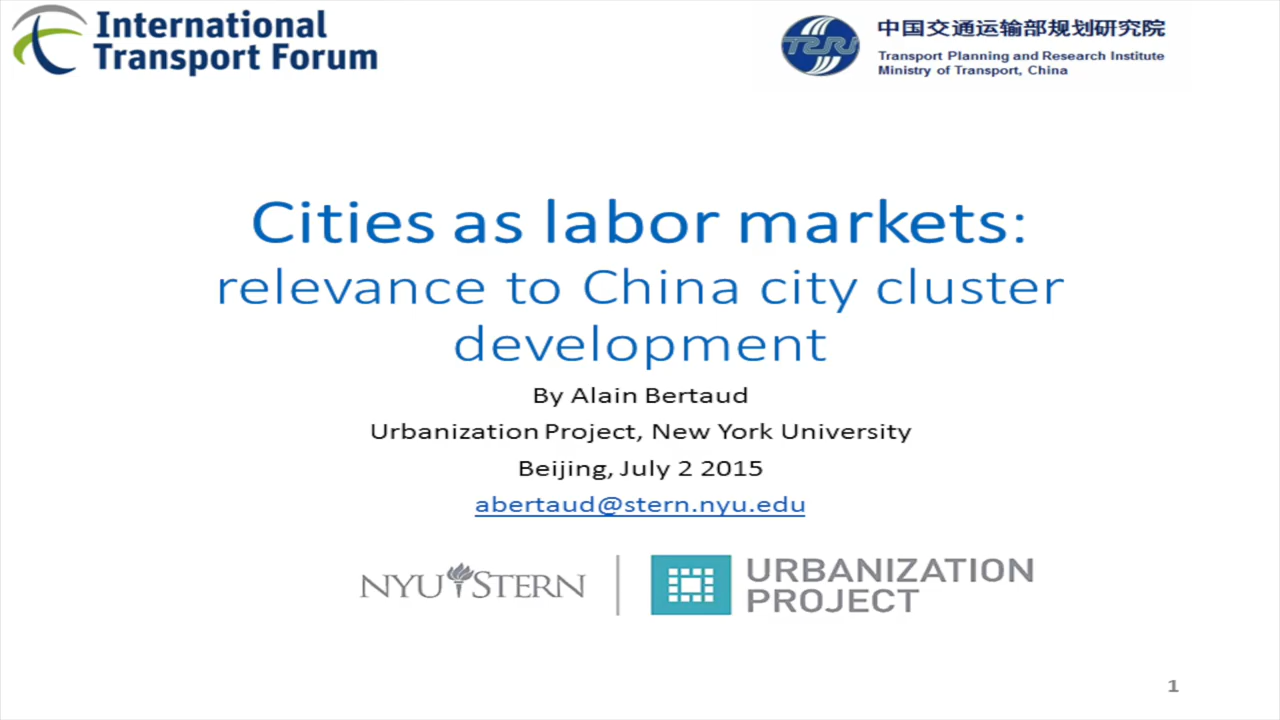 International
Transport Forum
中国交通运输部规划研究院
Transport Planning and Research Institute
Ministry of Transport, China
Cities as labor markets:
relevance to China city cluster
development
By Alain Bertaud
Urbanization Project, New York University
Beijing, July 2 2015
abertaud@stern.nyu.edu
NYU STERN
URBANIZATION
PROJECT
1